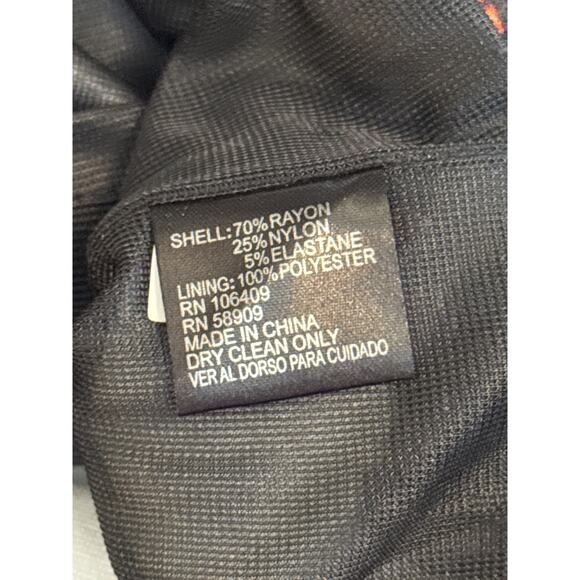 SHELL: 70% RAYON
25% NYLON
5% ELASTANE
LINING: 100% POLYESTER
RN 106409
RN 58909
MADE IN CHINA
DRY CLEAN ONLY
VER AL DORSO PARA CUIDADO